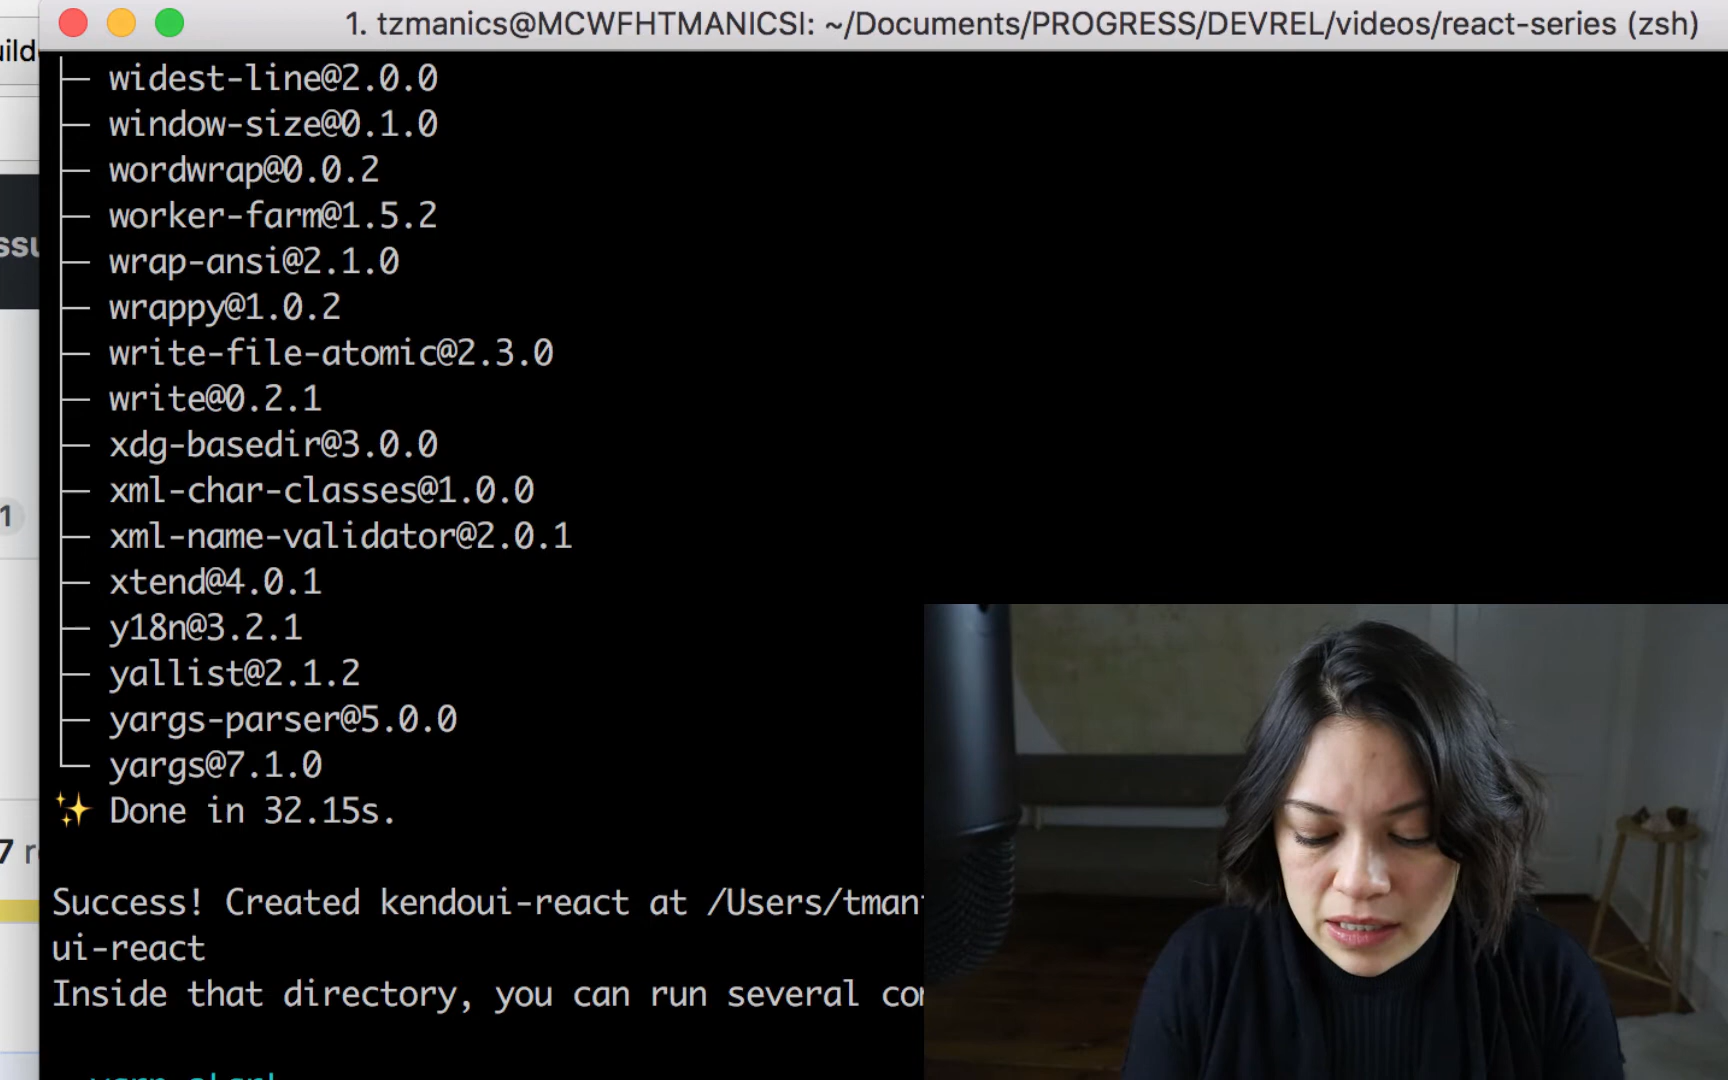 1. tzmanics@MCWFHTMANICSI: ~/Documents/PROGRESS/DEVREL/videos/react-series (zsh)
widest-line@2.0.0
window-size@0.1.0
wordwrap@0.0.2
worker-farm@1.5.2
wrap-ansi@2.1.0
wrappy@1.0.2
write-file-atomic@2.3.0
write@0.2.1
xdg-basedir@3.0.0
xml-char-classes@1.0.0
xml-name-validator@2.0.1
xtend@4.0.1
y18n@3.2.1
yallist@2.1.2
yargs-parser@5.0.0
yargs@7.1.0
✨ Done in 32.15s.
Success! Created kendoui-react at /Users/tman
ui-react
Inside that directory, you can run several
1
7